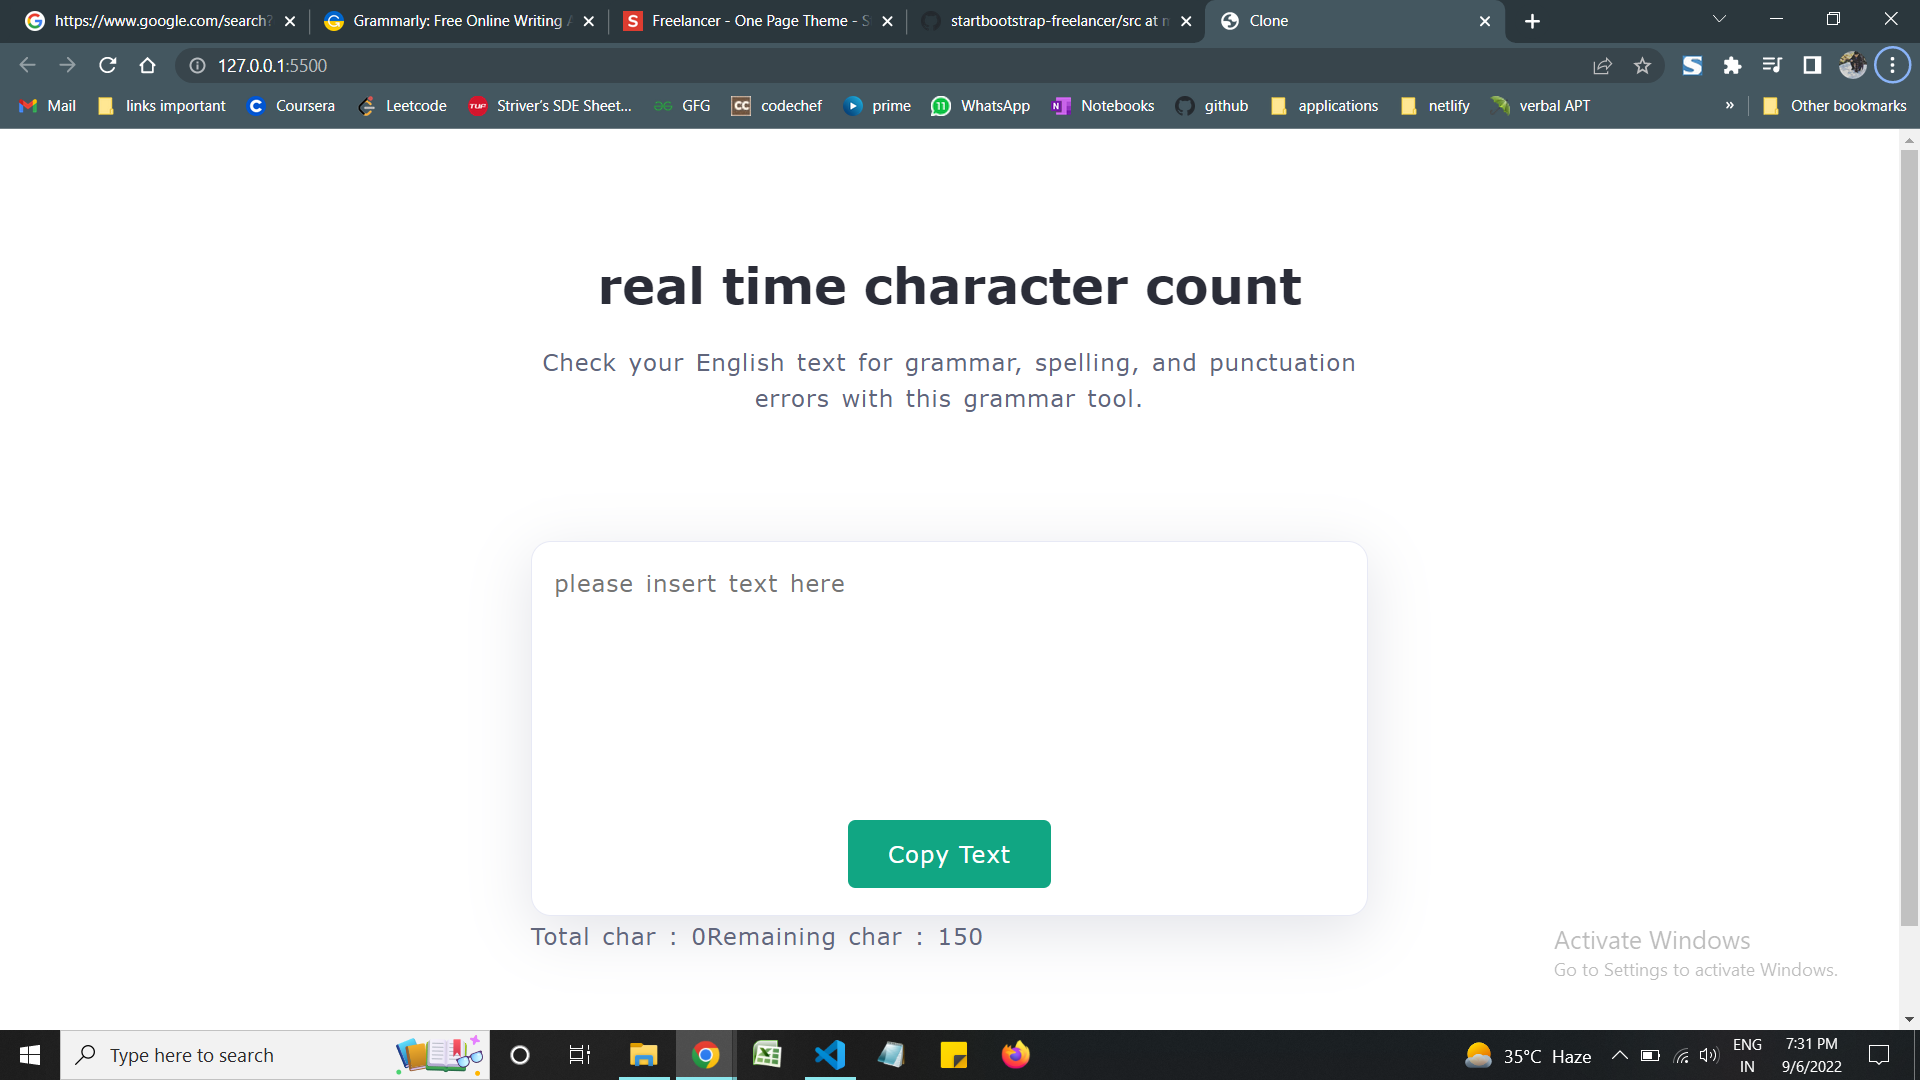 https://www.google.com/search?
Grammarly: Free Online Writing
Freelancer - One Page Theme - S
startbootstrap-freelancer/src at m
Clone
127.0.0.1:5500
Mail
links important
Coursera
Leetcode
TUF
Striver's SDE Sheet...
GFG
CC
codechef
prime
11
WhatsApp
N
Notebooks
github
applications
netlify
verbal APT
»
Other bookmarks
real time character count
Check your English text for grammar, spelling, and punctuation
errors with this grammar tool.
please insert text here
Copy Text
Total char : 0Remaining char : 150
Activate Windows
Go to Settings to activate Windows.
Type here to search
35°C Haze
ENG
IN
7:31 PM
9/6/2022